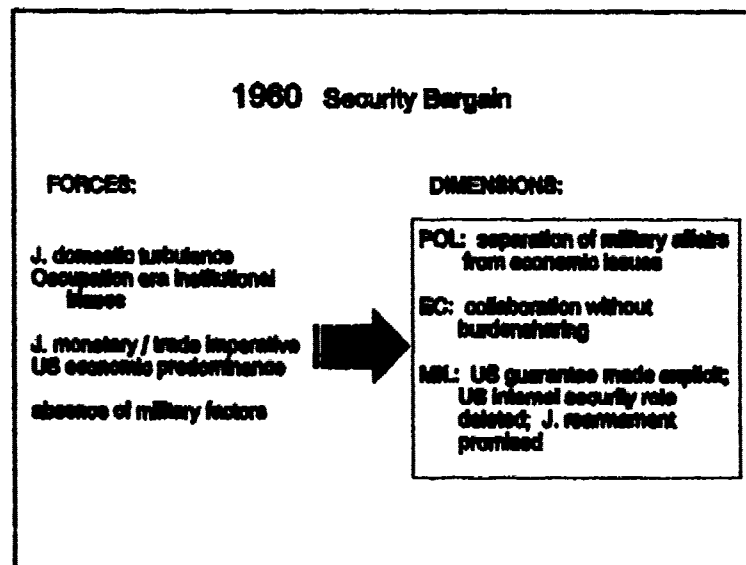 1960 Security Bargain
FORCES:
J. domestic turbulence
Occupation era institutional
biases
J. monetary / trade imperative
US economic predominance
absence of military factors
DIMENSIONS:
POL: separation of military affairs
from economic issues
EC: collaboration without
burdensharing
MIL: US guarantee made explicit;
US internal security role
deleted; J. rearmament
promised